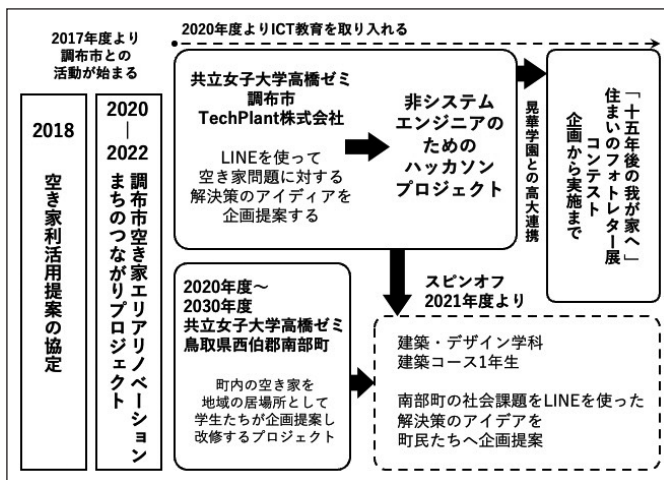 2017年度より
調布市との
活動が始まる
2018
空き家利活用提案の協定
2020
|
2022
調布市空き家エリアリノベーション
まちのつながりプロジェクト
2020年度よりICT教育を取り入れる
共立女子大学高橋ゼミ
調布市
TechPlant株式会社
LINEを使って
空き家問題に対する
解決策のアイディアを
企画提案する
非システム
エンジニアの
ための
ハッカソン
プロジェクト
晃華学園との高大連携
「十五年後の我が家へ」
住まいのフォトレター展
コンテスト
企画から実施まで
2020年度〜
2030年度
共立女子大学高橋ゼミ
鳥取県西伯郡南部町
町内の空き家を
地域の居場所として
学生たちが企画提案し
改修するプロジェクト
スピンオフ
2021年度より
建築・デザイン学科
建築コース1年生
南部町の社会課題をLINEを使った
解決策のアイデアを
町民たちへ企画提案